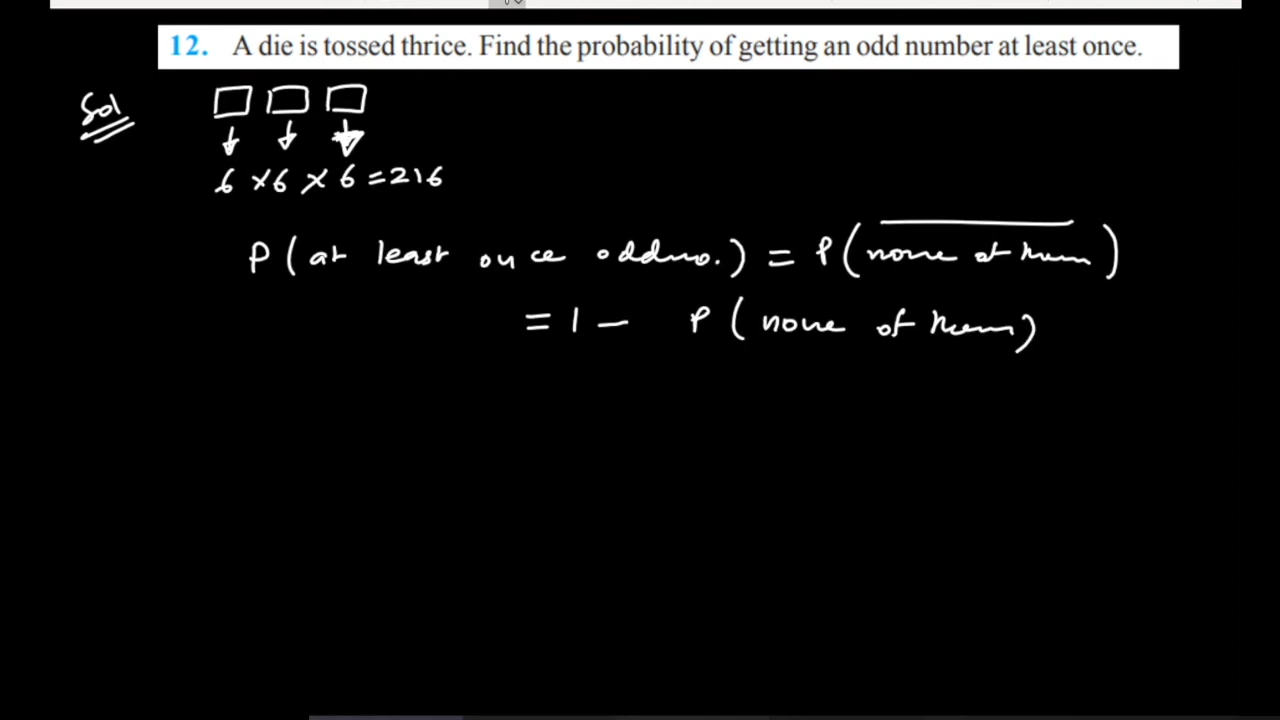 12. A die is tossed thrice. Find the probability of getting an odd number at least once.
Sol
6 × 6 × 6 = 216
P ( at least once odd no. ) = P ( none of them )
= 1 - P ( none of them )